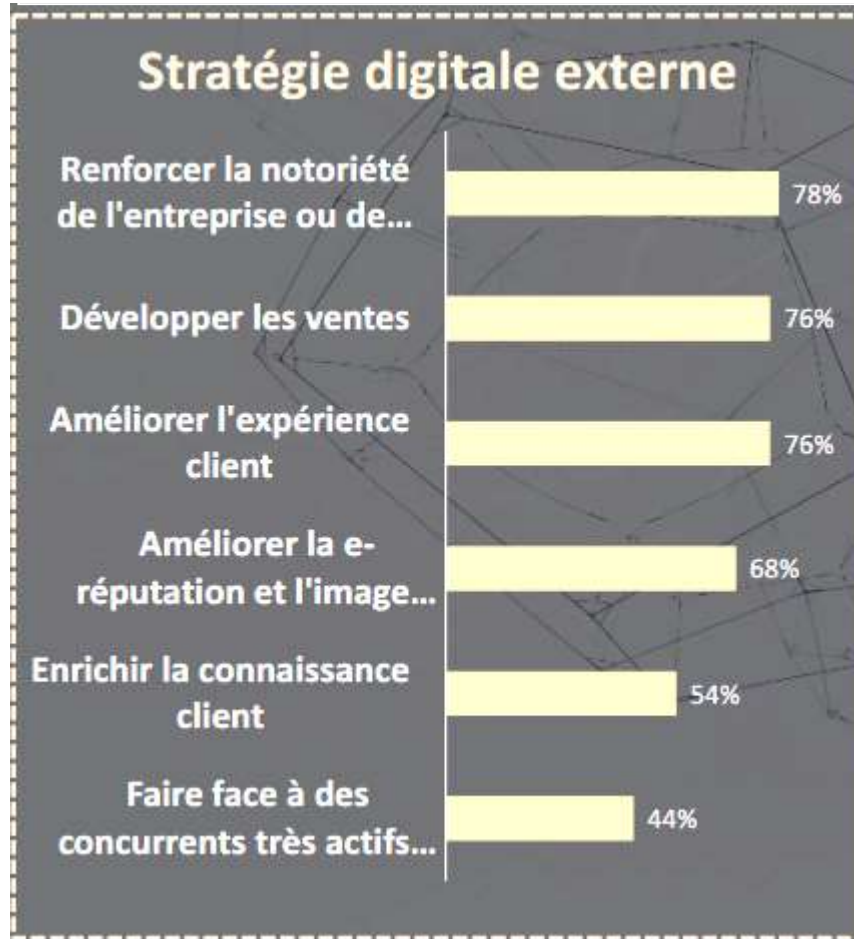 Stratégie digitale externe
Renforcer la notoriété
de l'entreprise ou de...
78%
Développer les ventes
76%
Améliorer l'expérience
client
76%
Améliorer la e-
réputation et l'image...
68%
Enrichir la connaissance
client
54%
Faire face à des
concurrents très actifs...
44%